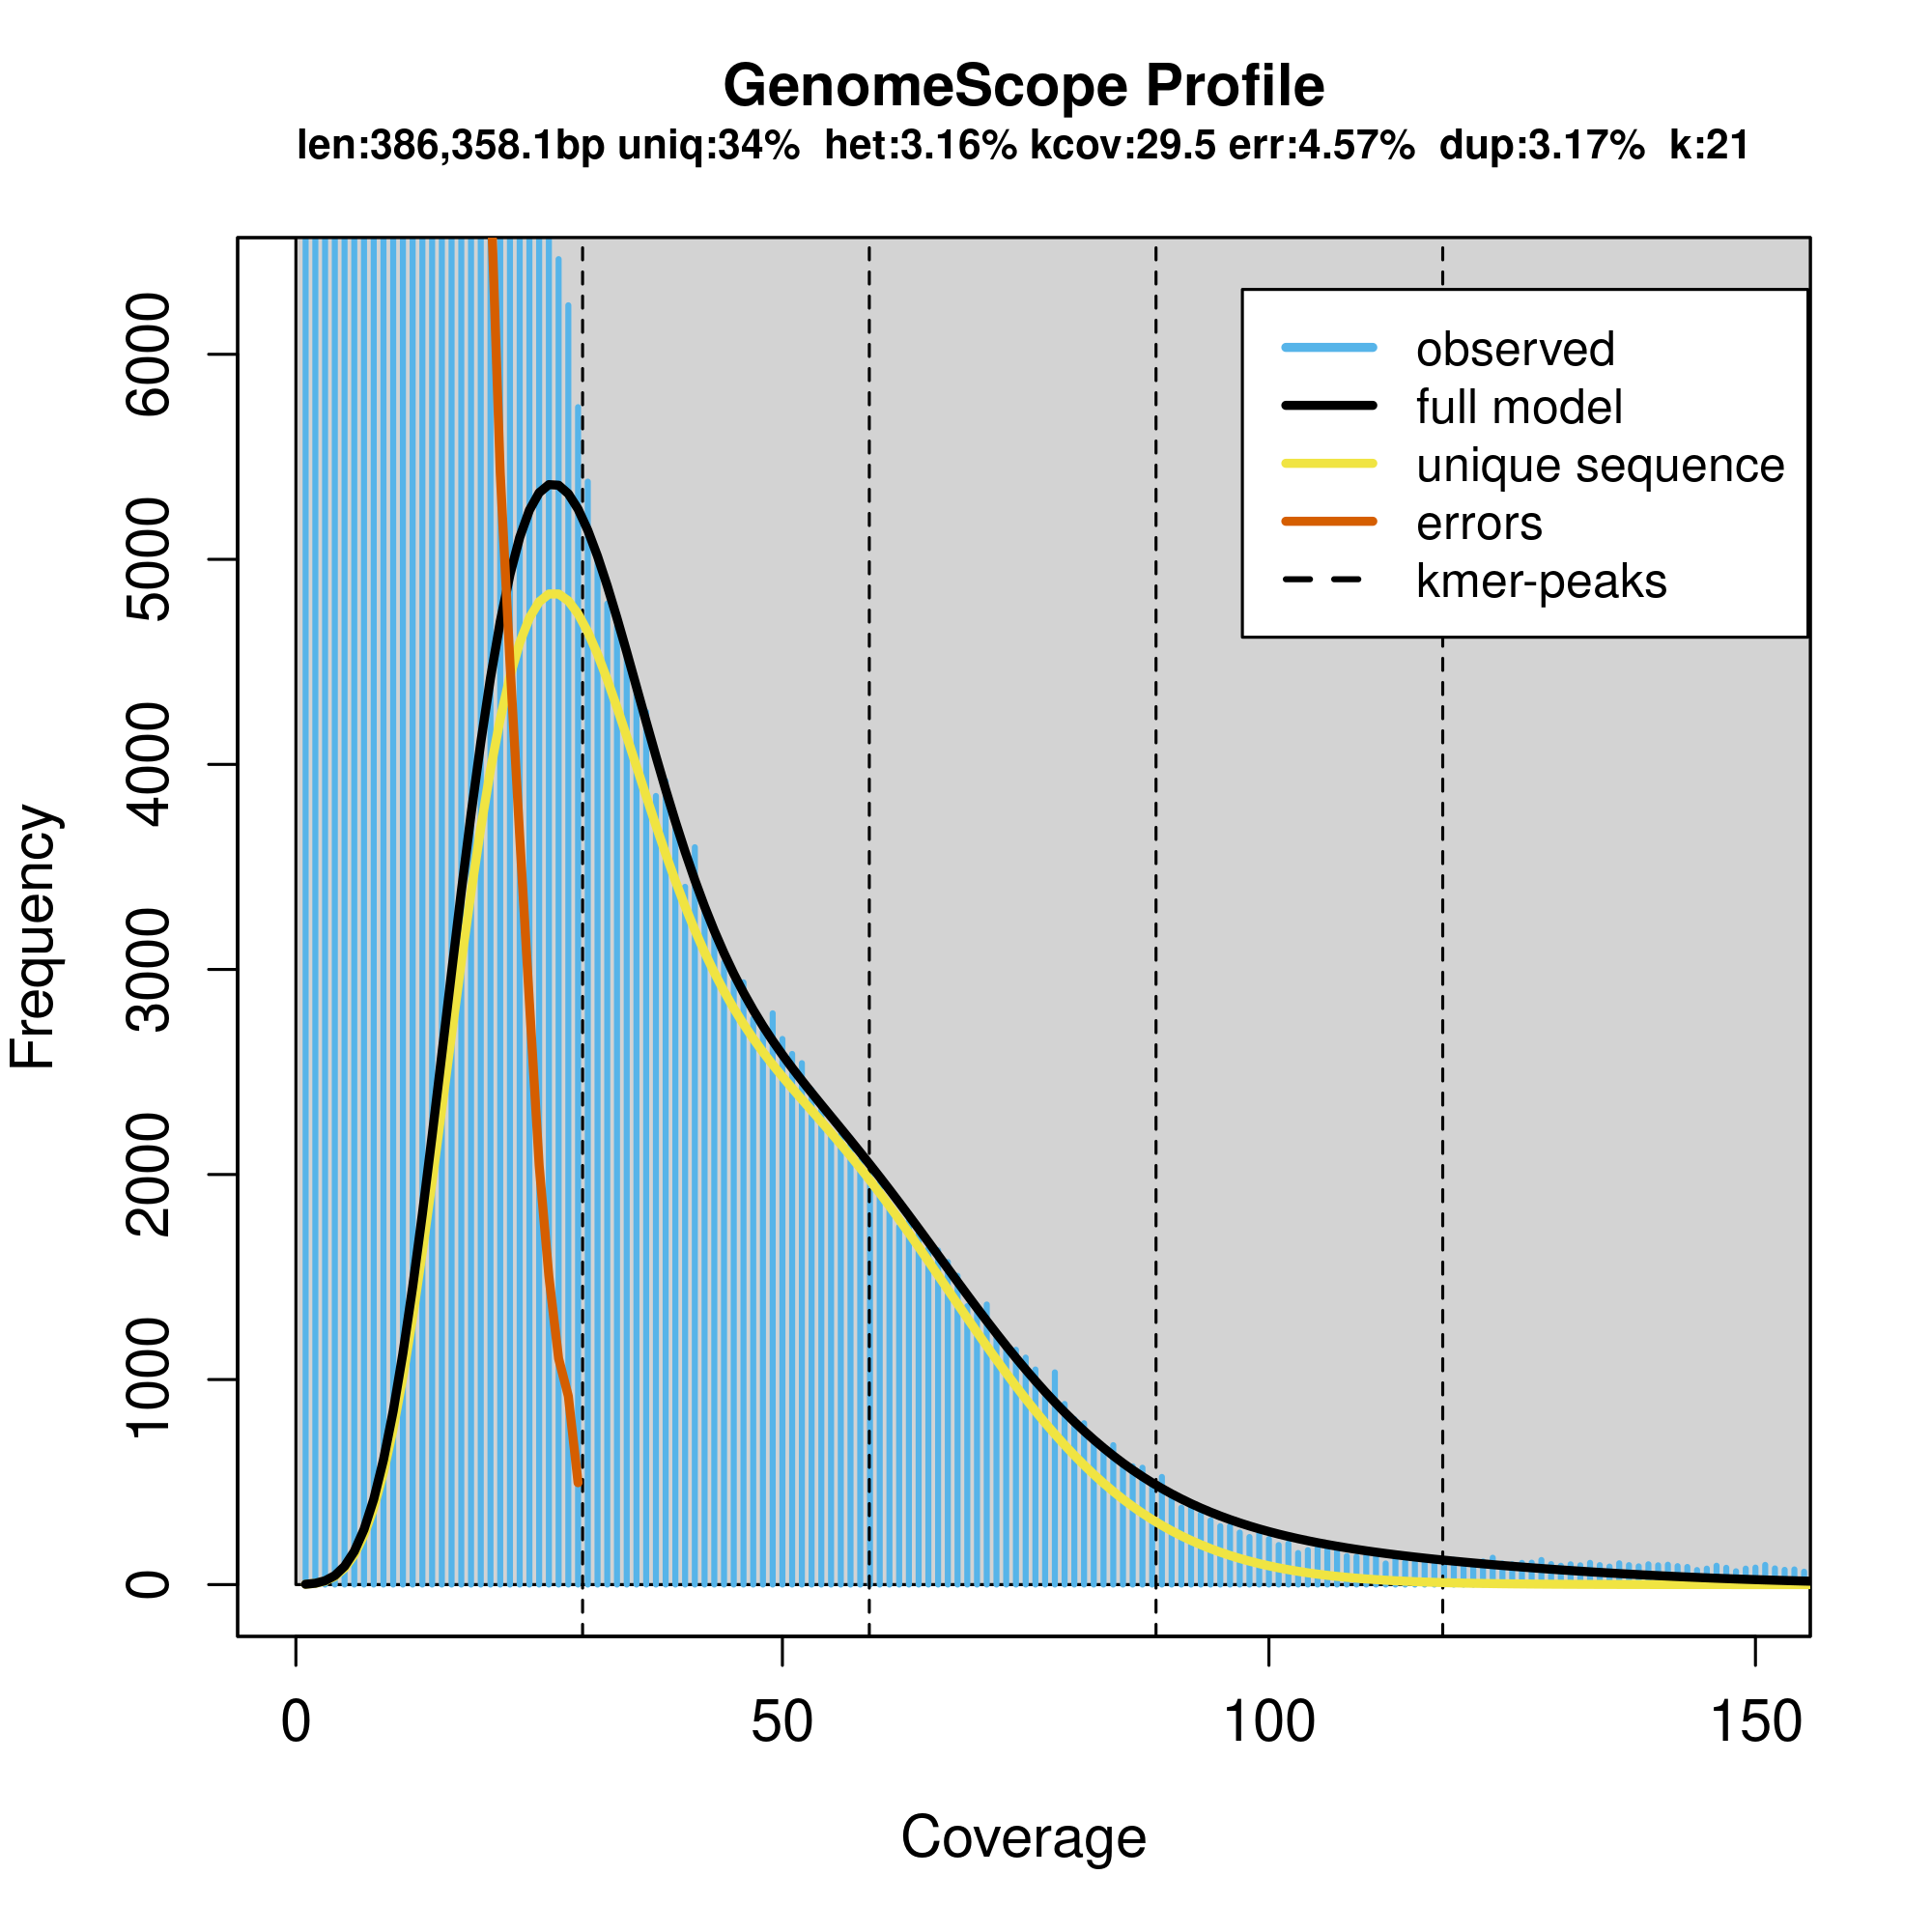 GenomeScope Profile
len:386,358.1bp uniq:34% het:3.16% kcov:29.5 err:4.57% dup:3.17% k:21
observed
full model
unique sequence
errors
kmer-peaks
Frequency
6000
5000
4000
3000
2000
1000
0
0 50 100 150
Coverage